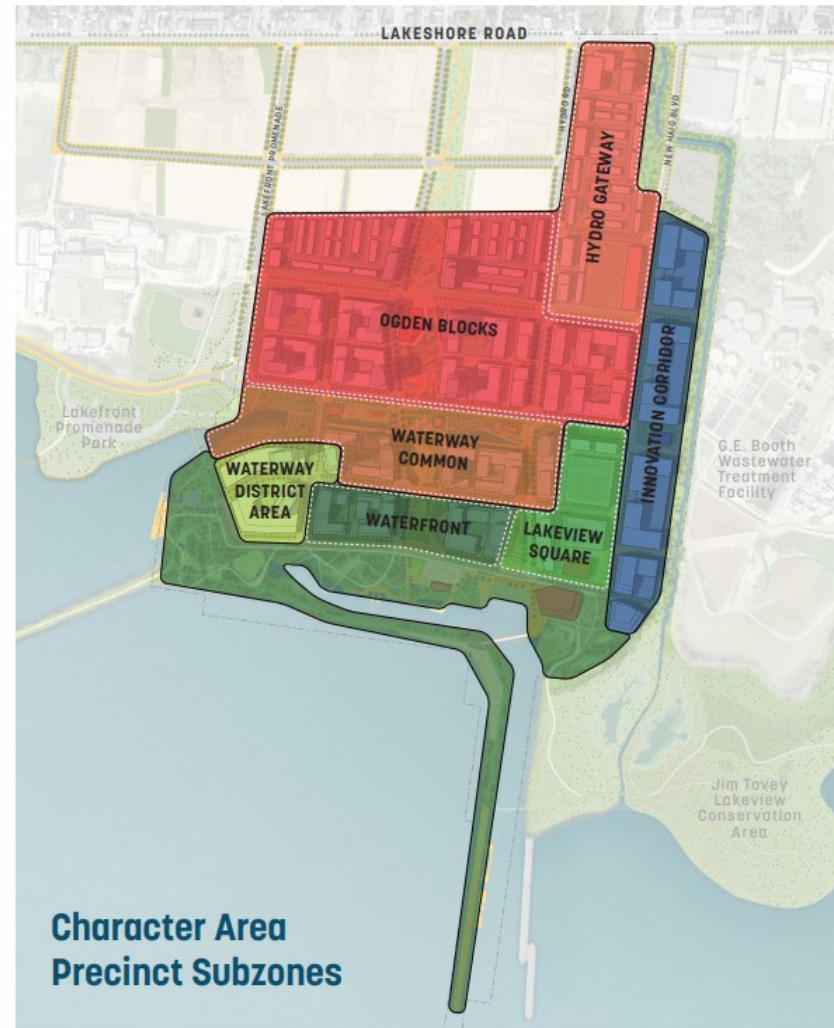 LAKESHORE ROAD
LAKEFRONT PROMENADE
HYDRO RD
NEW HAIG BLVD
HYDRO GATEWAY
OGDEN BLOCKS
INNOVATION CORRIDOR
Lakefront
Promenade
Park
WATERWAY
COMMON
G.E. Booth
Wastewater
Treatment
Facility
WATERWAY
DISTRICT
AREA
WATERFRONT
LAKEVIEW
SQUARE
Jim Tovey
Lakeview
Conservation
Area
Character Area
Precinct Subzones